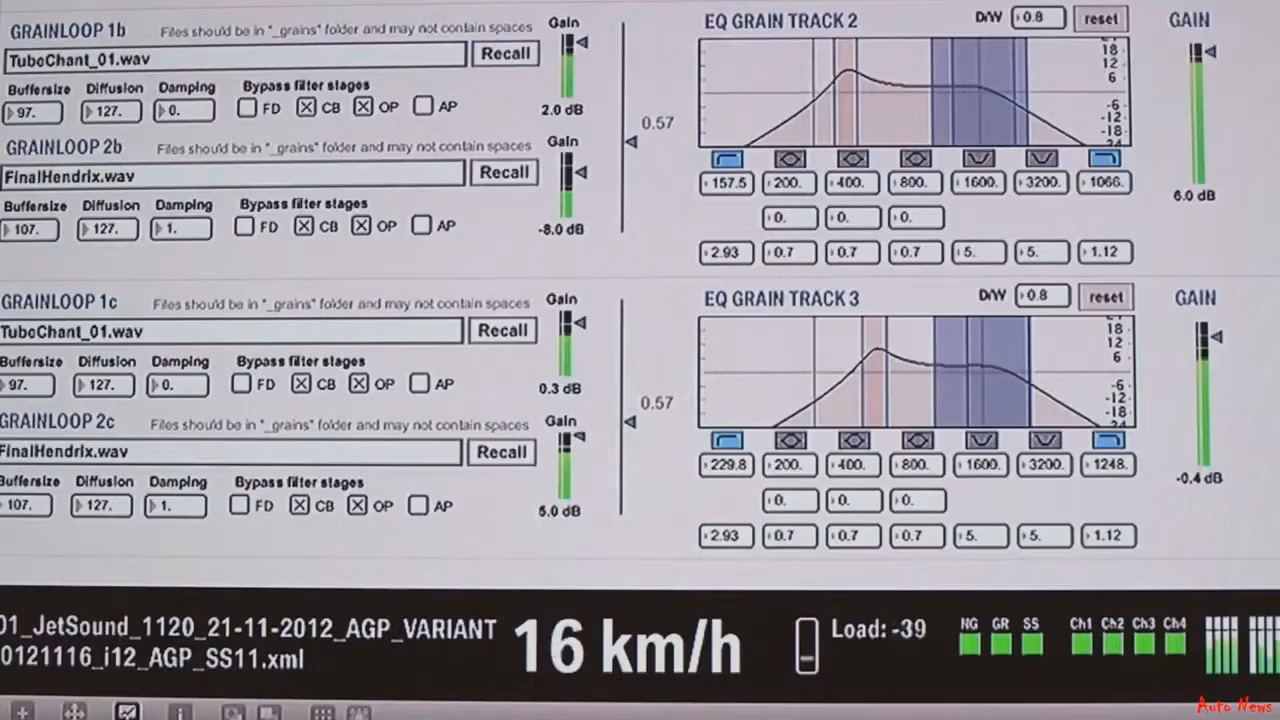 GRAINLOOP 1b Files should be in "_grains" folder and may not contain spaces Gain
TuboChant_01.wav Recall
Buffersize Diffusion Damping Bypass filter stages
97. 127. 0. FD CB OP AP
2.0 dB
GRAINLOOP 2b Files should be in "_grains" folder and may not contain spaces Gain
FinalHendrix.wav Recall
Buffersize Diffusion Damping Bypass filter stages
107. 127. 1. FD CB OP AP
-8.0 dB
0.57
EQ GRAIN TRACK 2 D/W 0.8 reset GAIN
18
12
6
-6
-12
-18
24
157.5 200. 400. 800. 1600. 3200. 1066.
0. 0. 0.
2.93 0.7 0.7 0.7 5. 5. 1.12
6.0 dB
GRAINLOOP 1c Files should be in "_grains" folder and may not contain spaces Gain
TuboChant_01.wav Recall
Buffersize Diffusion Damping Bypass filter stages
97. 127. 0. FD CB OP AP
0.3 dB
GRAINLOOP 2c Files should be in "_grains" folder and may not contain spaces Gain
FinalHendrix.wav Recall
Buffersize Diffusion Damping Bypass filter stages
107. 127. 1. FD CB OP AP
5.0 dB
0.57
EQ GRAIN TRACK 3 D/W 0.8 reset GAIN
18
12
6
-6
-12
-18
24
229.8 200. 400. 800. 1600. 3200. 1248.
0. 0. 0.
2.93 0.7 0.7 0.7 5. 5. 1.12
-0.4 dB
01_JetSound_1120_21-11-2012_AGP_VARIANT
0121116_i12_AGP_SS11.xml
16 km/h
Load: -39
NG GR SS Ch1 Ch2 Ch3 Ch4
Auto News